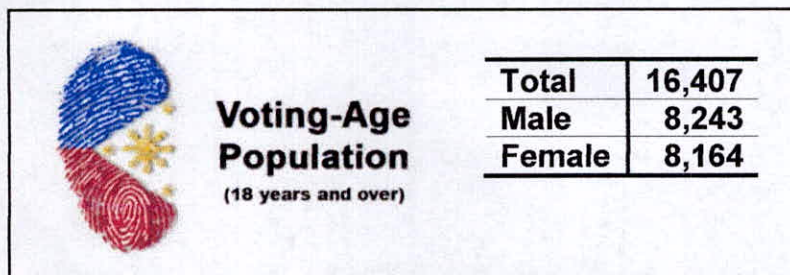 Voting-Age
Population
(18 years and over)
Total 16,407
Male 8,243
Female 8,164